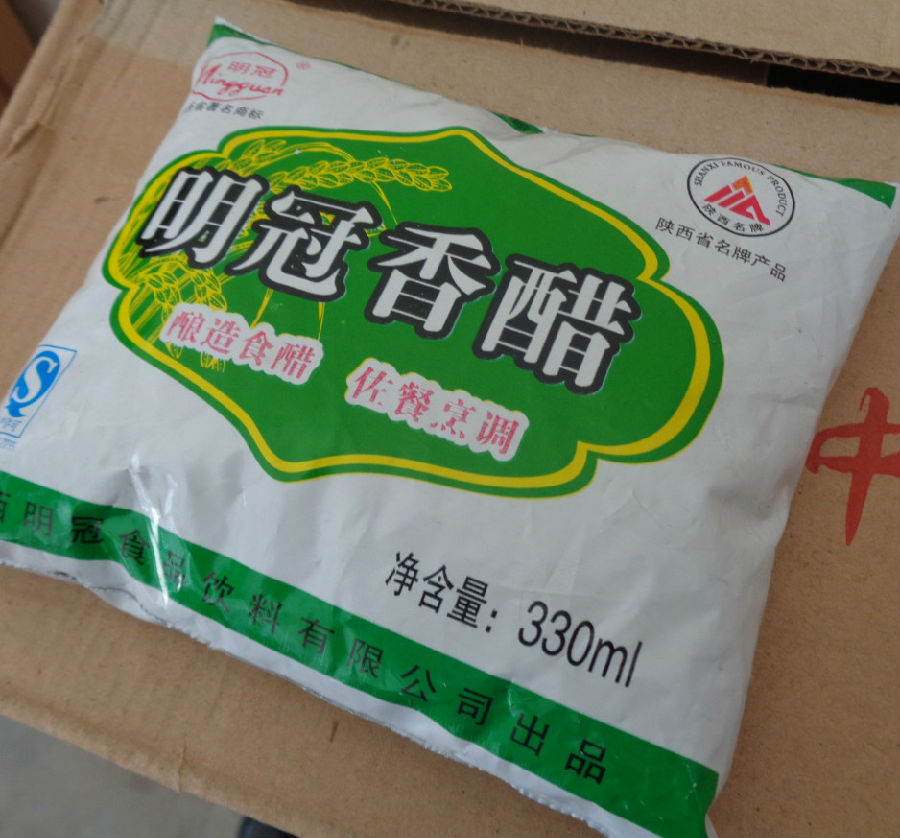 明冠
Mingguan
®
省著名商标
SHANXI FAMOUS PRODUCT
陕西名牌
陕西省名牌产品
明冠香醋
酿造食醋 佐餐烹调
净含量: 330ml
西明冠食品饮料有限公司出品
中